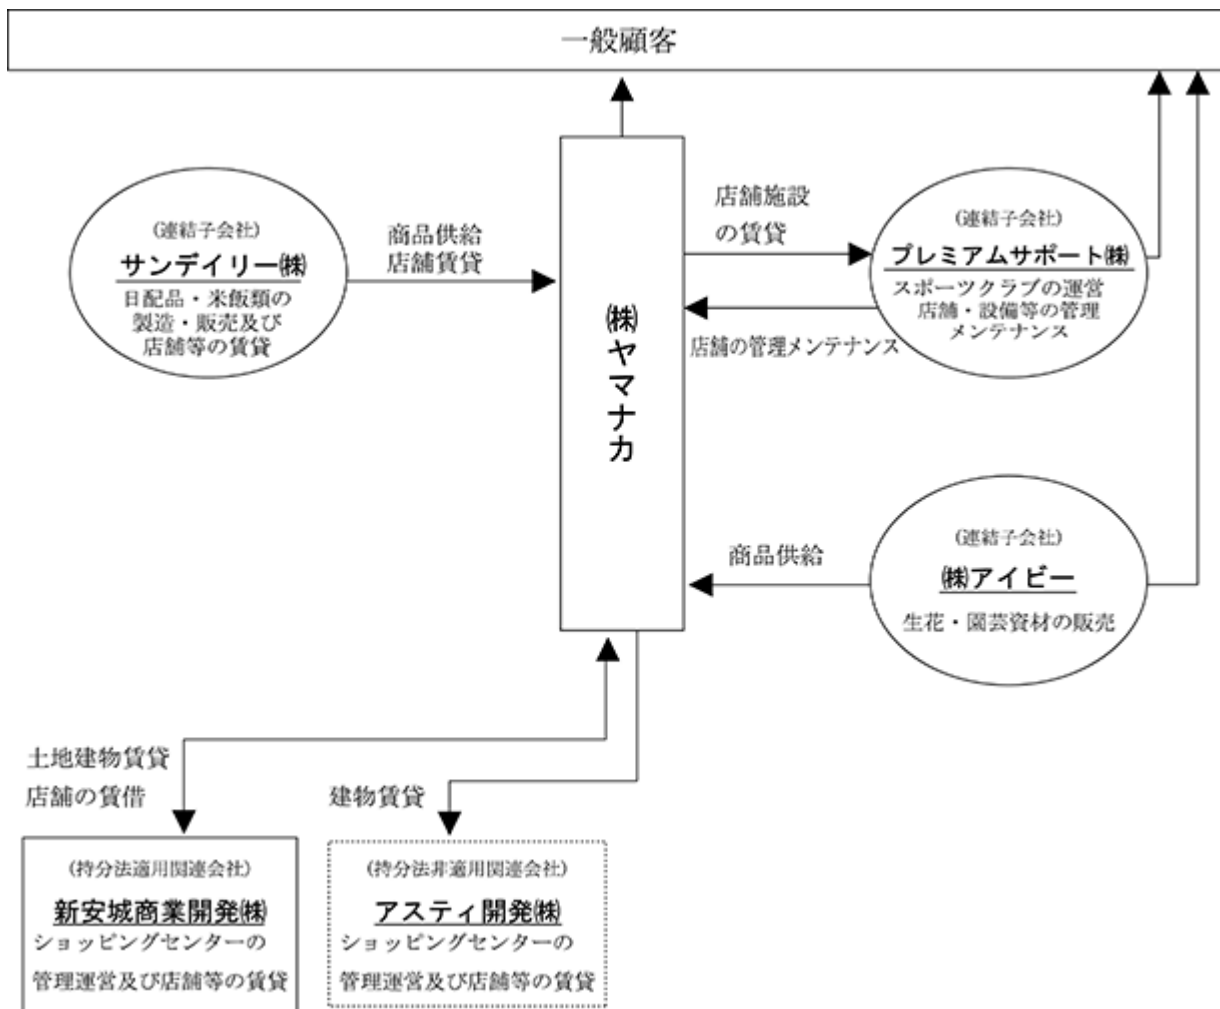 一般顧客
(連結子会社)
サンデイリー㈱
日配品・米飯類の
製造・販売及び
店舗等の賃貸
商品供給
店舗賃貸
㈱ヤマナカ
店舗施設
の賃貸
店舗の管理メンテナンス
(連結子会社)
プレミアムサポート㈱
スポーツクラブの運営
店舗・設備等の管理
メンテナンス
商品供給
(連結子会社)
㈱アイビー
生花・園芸資材の販売
土地建物賃貸
店舗の賃借
建物賃貸
(持分法適用関連会社)
新安城商業開発㈱
ショッピングセンターの
管理運営及び店舗等の賃貸
(持分法非適用関連会社)
アスティ開発㈱
ショッピングセンターの
管理運営及び店舗等の賃貸